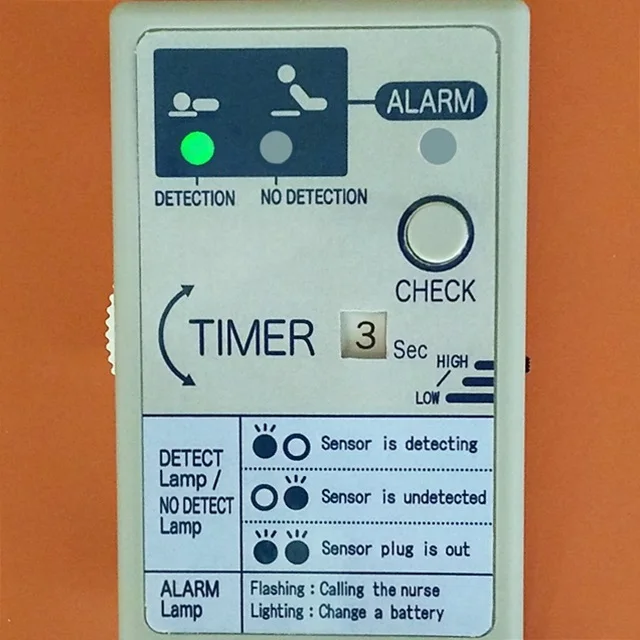 ALARM
DETECTION
NO DETECTION
CHECK
TIMER
3
Sec
HIGH
/
LOW
DETECT
Lamp /
NO DETECT
Lamp
Sensor is detecting
Sensor is undetected
Sensor plug is out
ALARM
Lamp
Flashing : Calling the nurse
Lighting : Change a battery